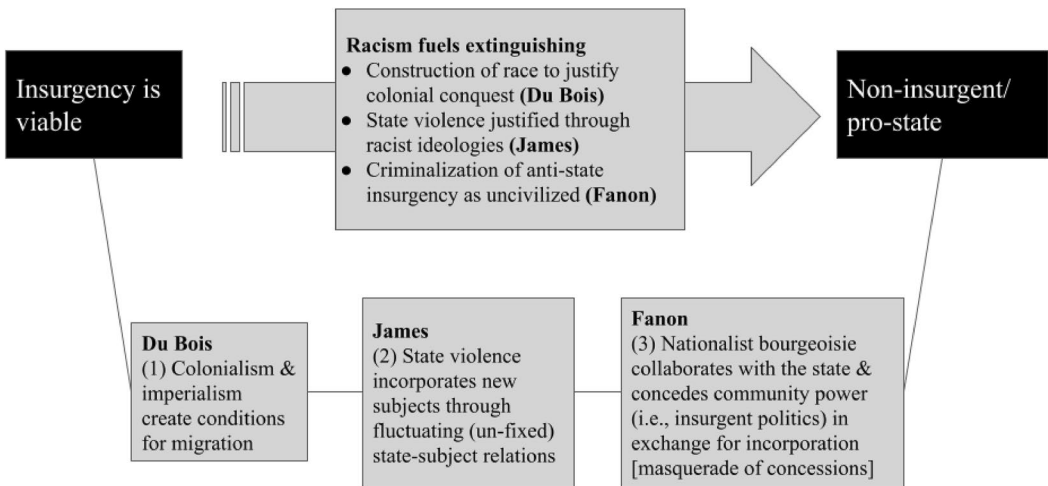 Insurgency is
viable
Racism fuels extinguishing
● Construction of race to justify
colonial conquest (Du Bois)
● State violence justified through
racist ideologies (James)
● Criminalization of anti-state
insurgency as uncivilized (Fanon)
Non-insurgent/
pro-state
Du Bois
(1) Colonialism &
imperialism
create conditions
for migration
James
(2) State violence
incorporates new
subjects through
fluctuating (un-fixed)
state-subject relations
Fanon
(3) Nationalist bourgeoisie
collaborates with the state &
concedes community power
(i.e., insurgent politics) in
exchange for incorporation
[masquerade of concessions]